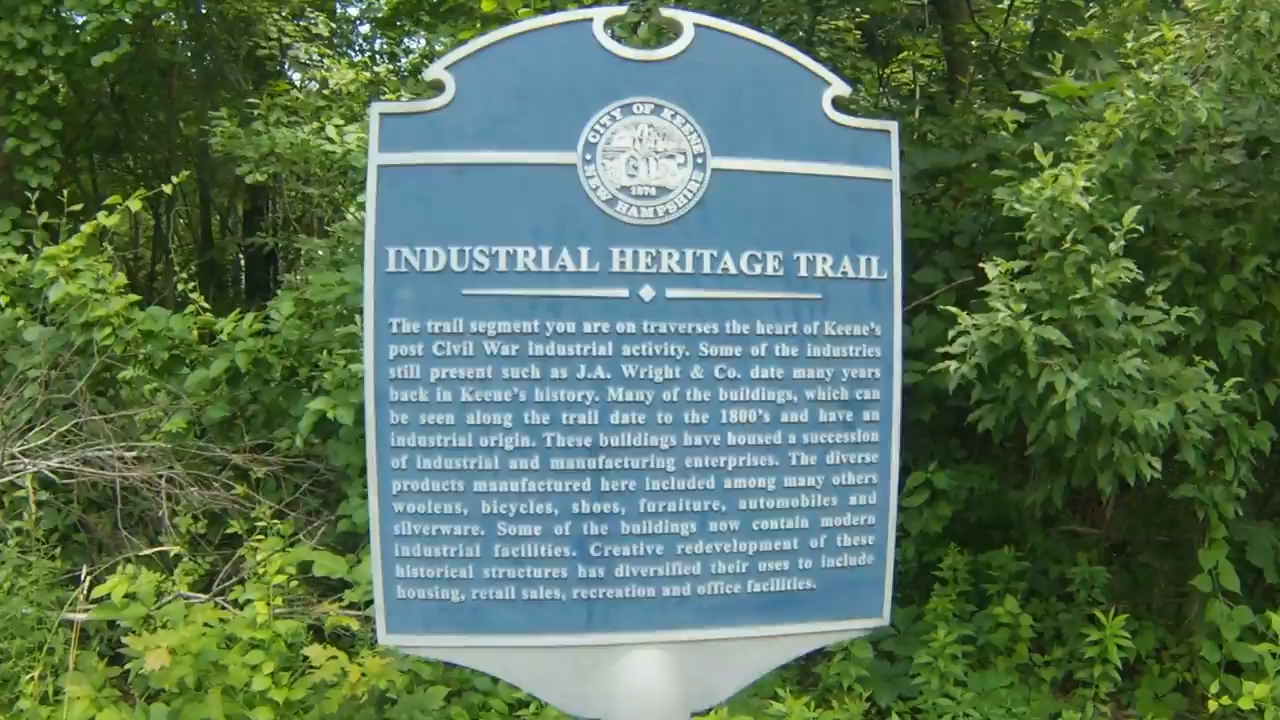 CITY OF KEENE
NEW HAMPSHIRE
1874
INDUSTRIAL HERITAGE TRAIL
The trail segment you are on traverses the heart of Keene's
post Civil War industrial activity. Some of the industries
still present such as J.A. Wright & Co. date many years
back in Keene's history. Many of the buildings, which can
be seen along the trail date to the 1800's and have an
industrial origin. These buildings have housed a succession
of industrial and manufacturing enterprises. The diverse
products manufactured here included among many others
woolens, bicycles, shoes, furniture, automobiles and
silverware. Some of the buildings now contain modern
industrial facilities. Creative redevelopment of these
historical structures has diversified their uses to include
housing, retail sales, recreation and office facilities.